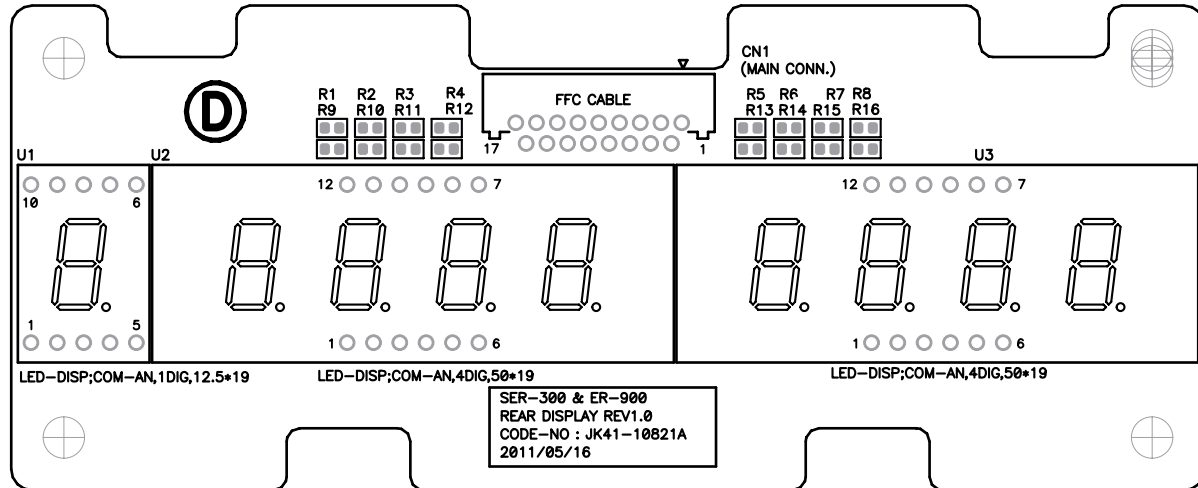 CN1
(MAIN CONN.)
D
R1 R2 R3 R4
R9 R10 R11 R12
FFC CABLE
R5 R6 R7 R8
R13 R14 R15 R16
17 1
U1 U2 U3
10 6
12 7
12 7
1 5
1 6
1 6
LED-DISP;COM-AN,1DIG,12.5*19
LED-DISP;COM-AN,4DIG,50*19
LED-DISP;COM-AN,4DIG,50*19
SER-300 & ER-900
REAR DISPLAY REV1.0
CODE-NO : JK41-10821A
2011/05/16